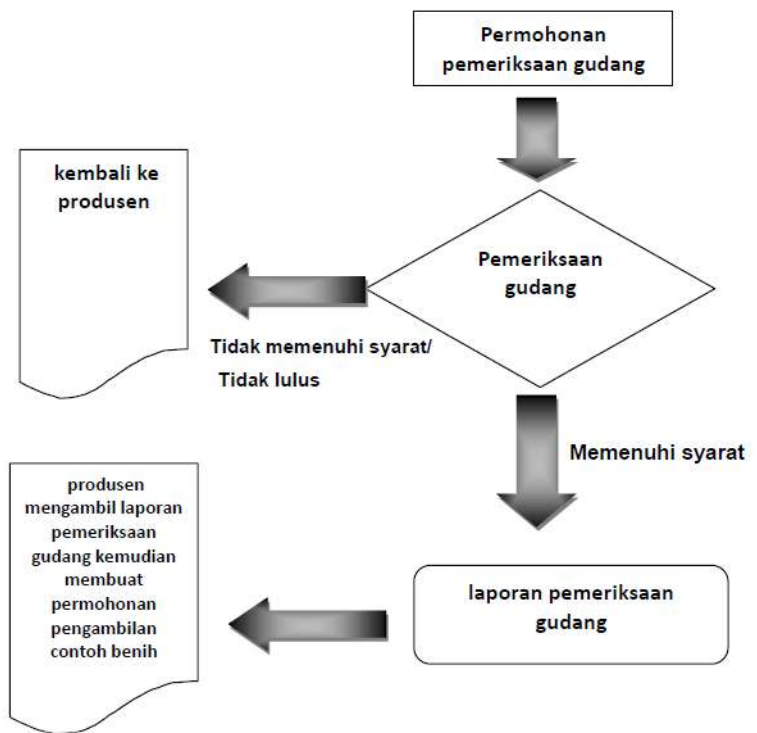 Permohonan
pemeriksaan gudang
kembali ke
produsen
Pemeriksaan
gudang
Tidak memenuhi syarat/
Tidak lulus
Memenuhi syarat
produsen
mengambil laporan
pemeriksaan
gudang kemudian
membuat
permohonan
pengambilan
contoh benih
laporan pemeriksaan
gudang